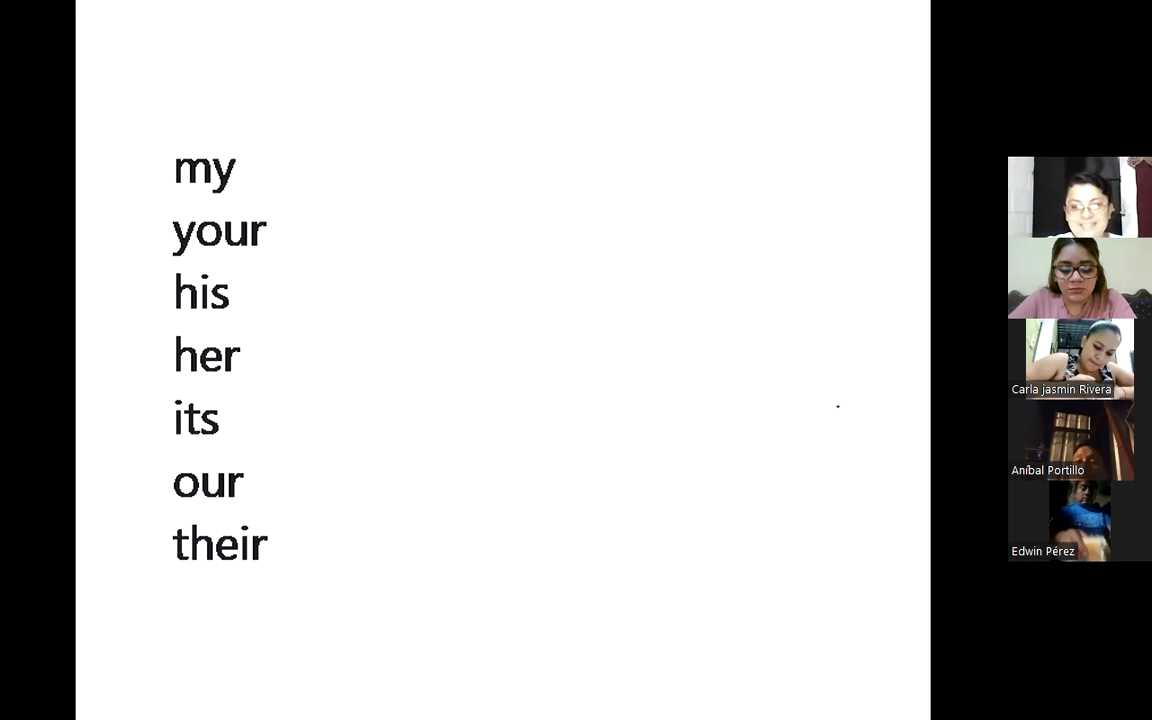 my
your
his
her
its
our
their
Carla jasmin Rivera
Aníbal Portillo
Edwin Pérez